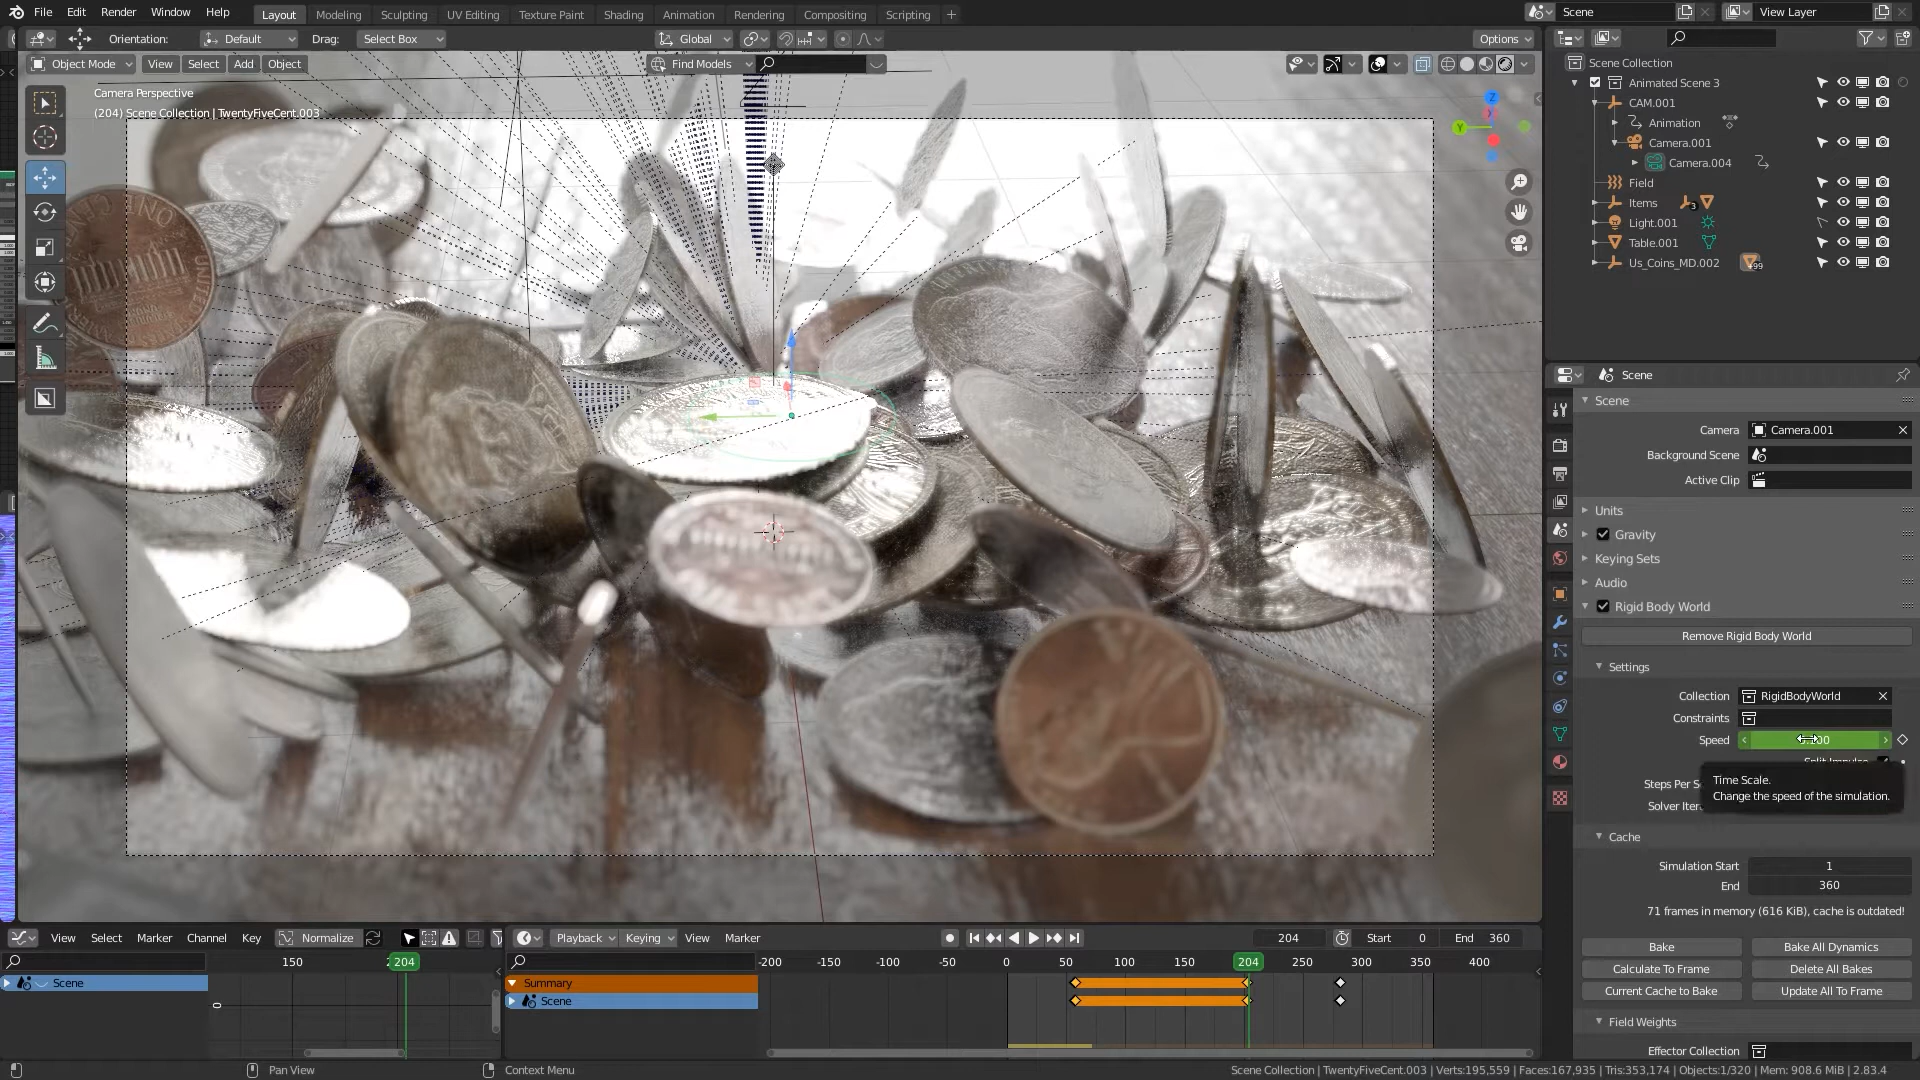 File Edit Render Window Help Layout Modeling Sculpting UV Editing Texture Paint Shading Animation Rendering Compositing Scripting + Scene View Layer
Orientation: Default Drag: Select Box Global Options
Object Mode View Select Add Object Find Models
Camera Perspective
(204) Scene Collection | TwentyFiveCent.003
ONE CENT
Z
Y
Scene Collection
Animated Scene 3
CAM.001
Animation
Camera.001
Camera.004
Field
Items 3
Light.001
Table.001
Us_Coins_MD.002 +99
Scene
Scene
Camera Camera.001
Background Scene
Active Clip
Units
Gravity
Keying Sets
Audio
Rigid Body World
Remove Rigid Body World
Settings
Collection RigidBodyWorld
Constraints
Speed
Split Impulse
Steps Per S
Solver Iter
Time Scale.
Change the speed of the simulation.
Cache
Simulation Start 1
End 360
71 frames in memory (616 KiB), cache is outdated!
Bake Bake All Dynamics
Calculate To Frame Delete All Bakes
Current Cache to Bake Update All To Frame
Field Weights
Effector Collection
View Select Marker Channel Key Normalize
150 204
Scene
Playback Keying View Marker 204 Start 0 End 360
-200 -150 -100 -50 0 50 100 150 204 250 300 350 400
Summary
Scene
Pan View Context Menu Scene Collection | TwentyFiveCent.003 | Verts:195,559 | Faces:167,935 | Tris:353,174 | Objects:1/320 | Mem: 908.6 MiB | 2.83.4